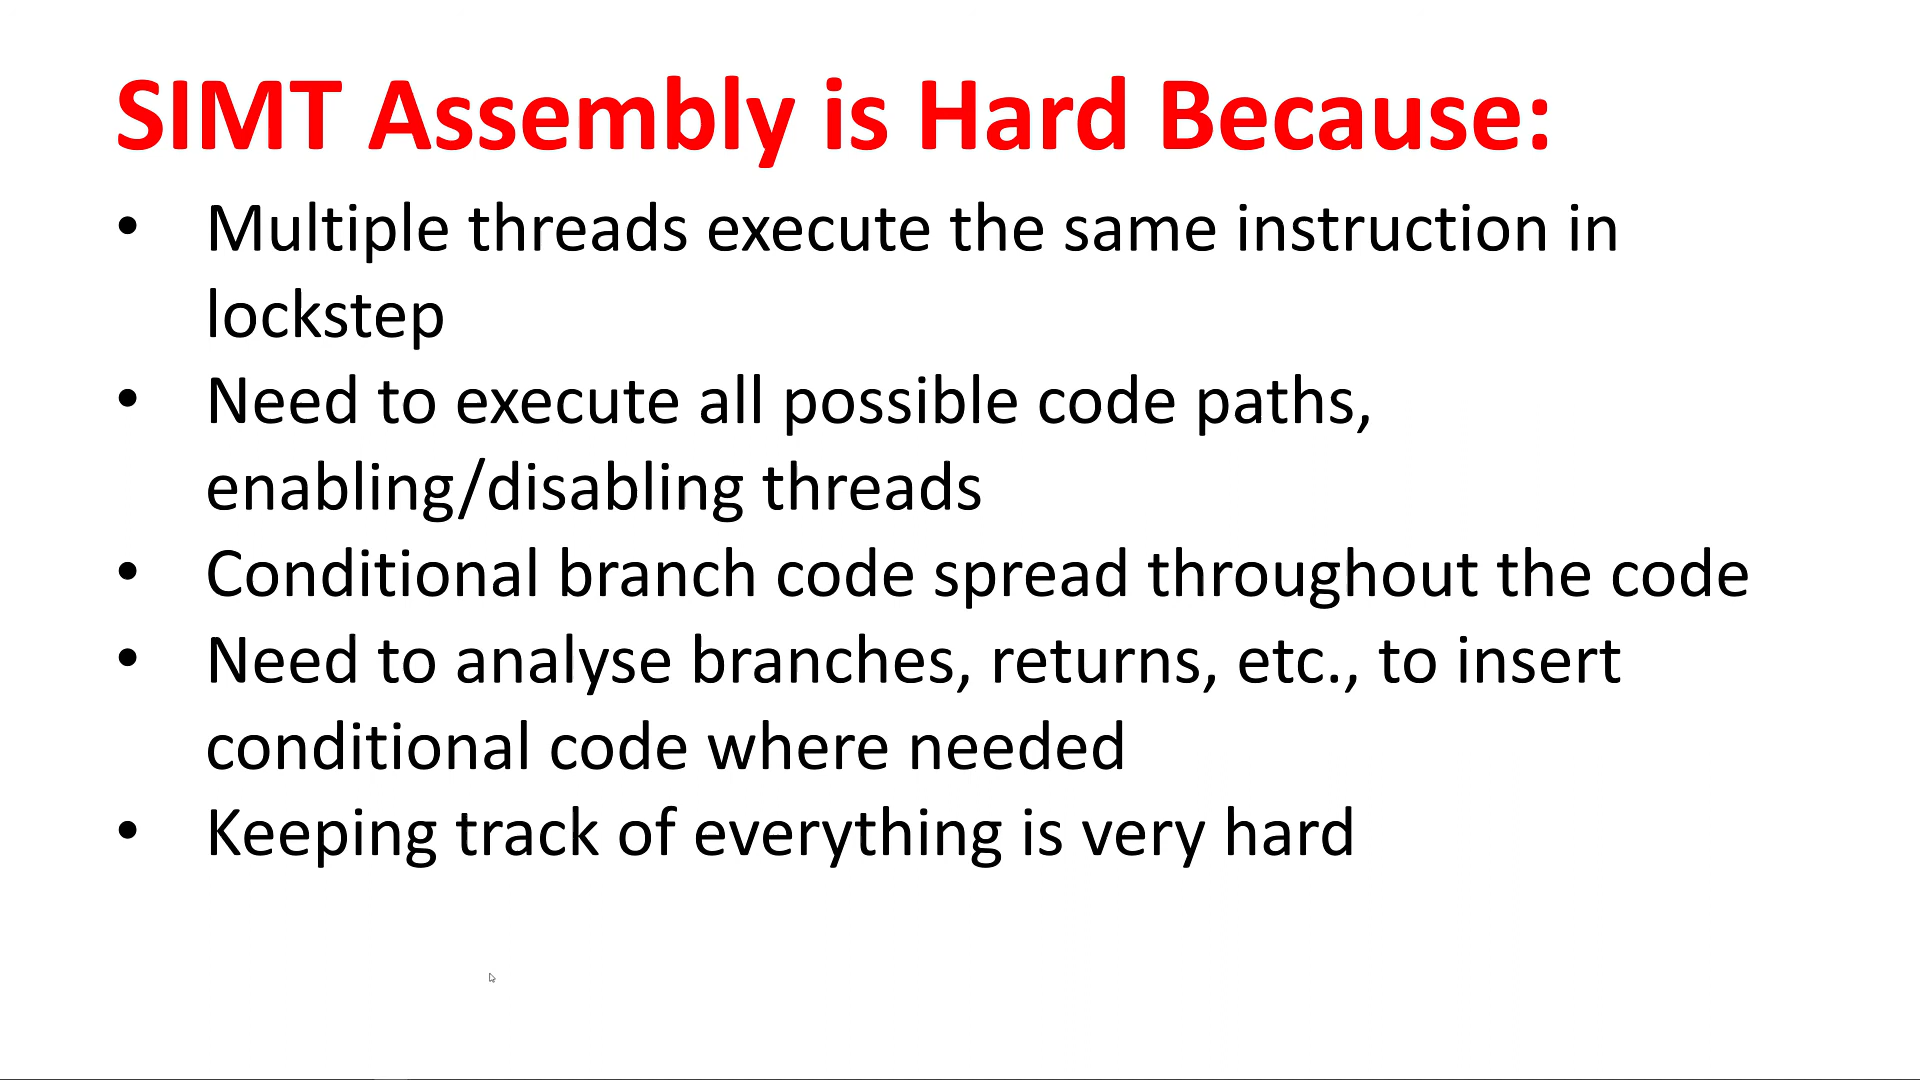 SIMT Assembly is Hard Because:
• Multiple threads execute the same instruction in
lockstep
• Need to execute all possible code paths,
enabling/disabling threads
• Conditional branch code spread throughout the code
• Need to analyse branches, returns, etc., to insert
conditional code where needed
• Keeping track of everything is very hard